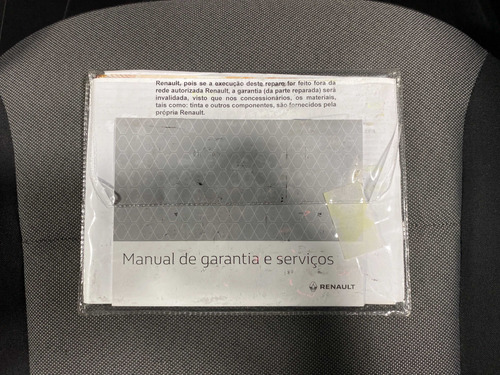 Renault, pois se a execução deste reparo for feito fora da
rede autorizada Renault, a garantia (da parte reparada) será
invalidada, visto que nos concessionários, os materiais,
tais como: tinta e outros componentes, são fornecidos pela
própria Renault.
Manual de garantia e serviços
RENAULT